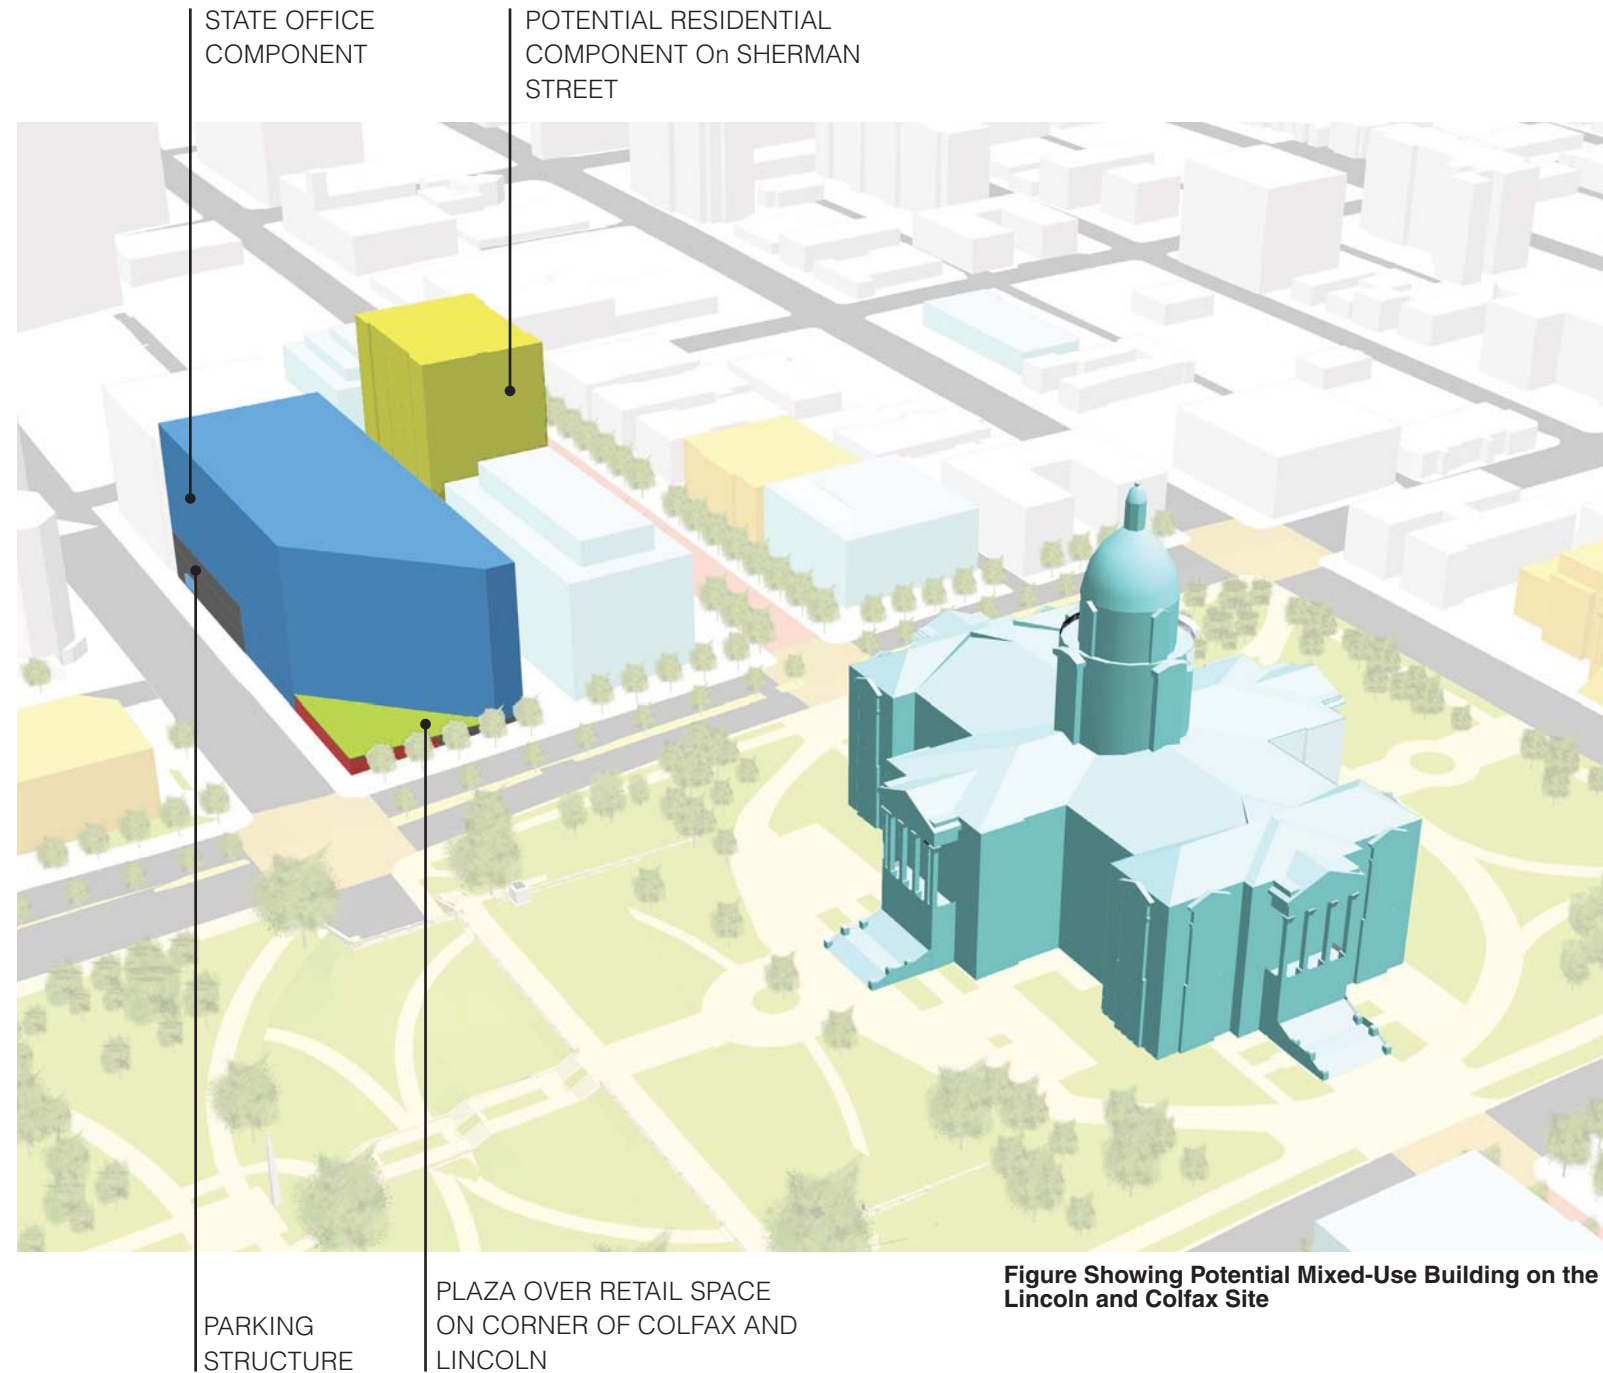 STATE OFFICE
COMPONENT
POTENTIAL RESIDENTIAL
COMPONENT On SHERMAN
STREET
PARKING
STRUCTURE
PLAZA OVER RETAIL SPACE
ON CORNER OF COLFAX AND
LINCOLN
Figure Showing Potential Mixed-Use Building on the
Lincoln and Colfax Site